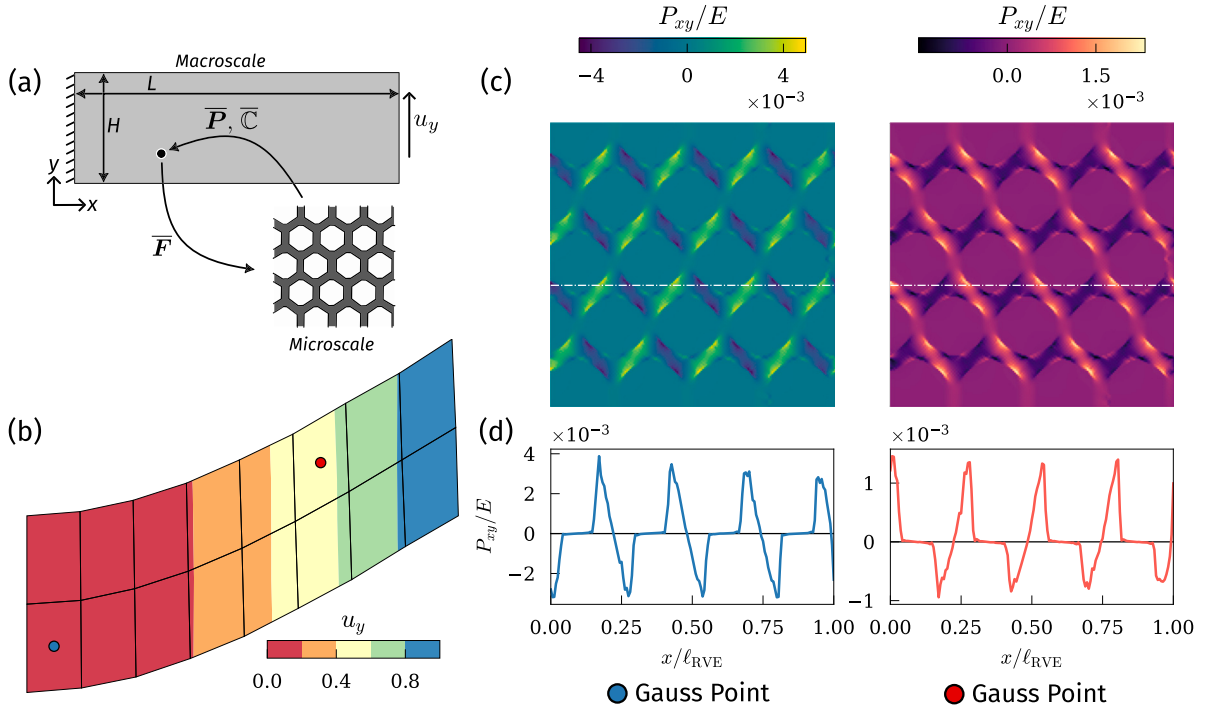 (a)
Macroscale
L
H
P̅, ℂ̅
u_y
y
x
F̅
Microscale
(b)
u_y
0.0 0.4 0.8
(c)
P_xy/E
−4 0 4
×10⁻³
P_xy/E
0.0 1.5
×10⁻³
(d)
×10⁻³
P_xy/E
4
2
0
−2
0.00 0.25 0.50 0.75 1.00
x/ℓ_RVE
Gauss Point
×10⁻³
1
0
−1
0.00 0.25 0.50 0.75 1.00
x/ℓ_RVE
Gauss Point